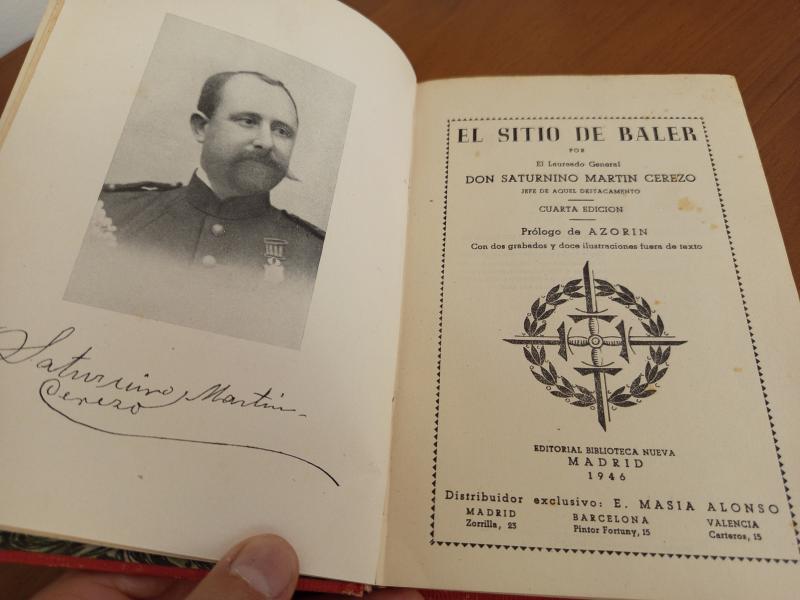 Saturnino Martin
Cerezo
EL SITIO DE BALER
POR
El Laureado General
DON SATURNINO MARTIN CEREZO
JEFE DE AQUEL DESTACAMENTO
CUARTA EDICION
Prólogo de AZORIN
Con dos grabados y doce ilustraciones fuera de texto
EDITORIAL BIBLIOTECA NUEVA
MADRID
1946
Distribuidor exclusivo: E. MASIA ALONSO
MADRID BARCELONA VALENCIA
Zorrilla, 23 Pintor Fortuny, 15 Carteros, 15